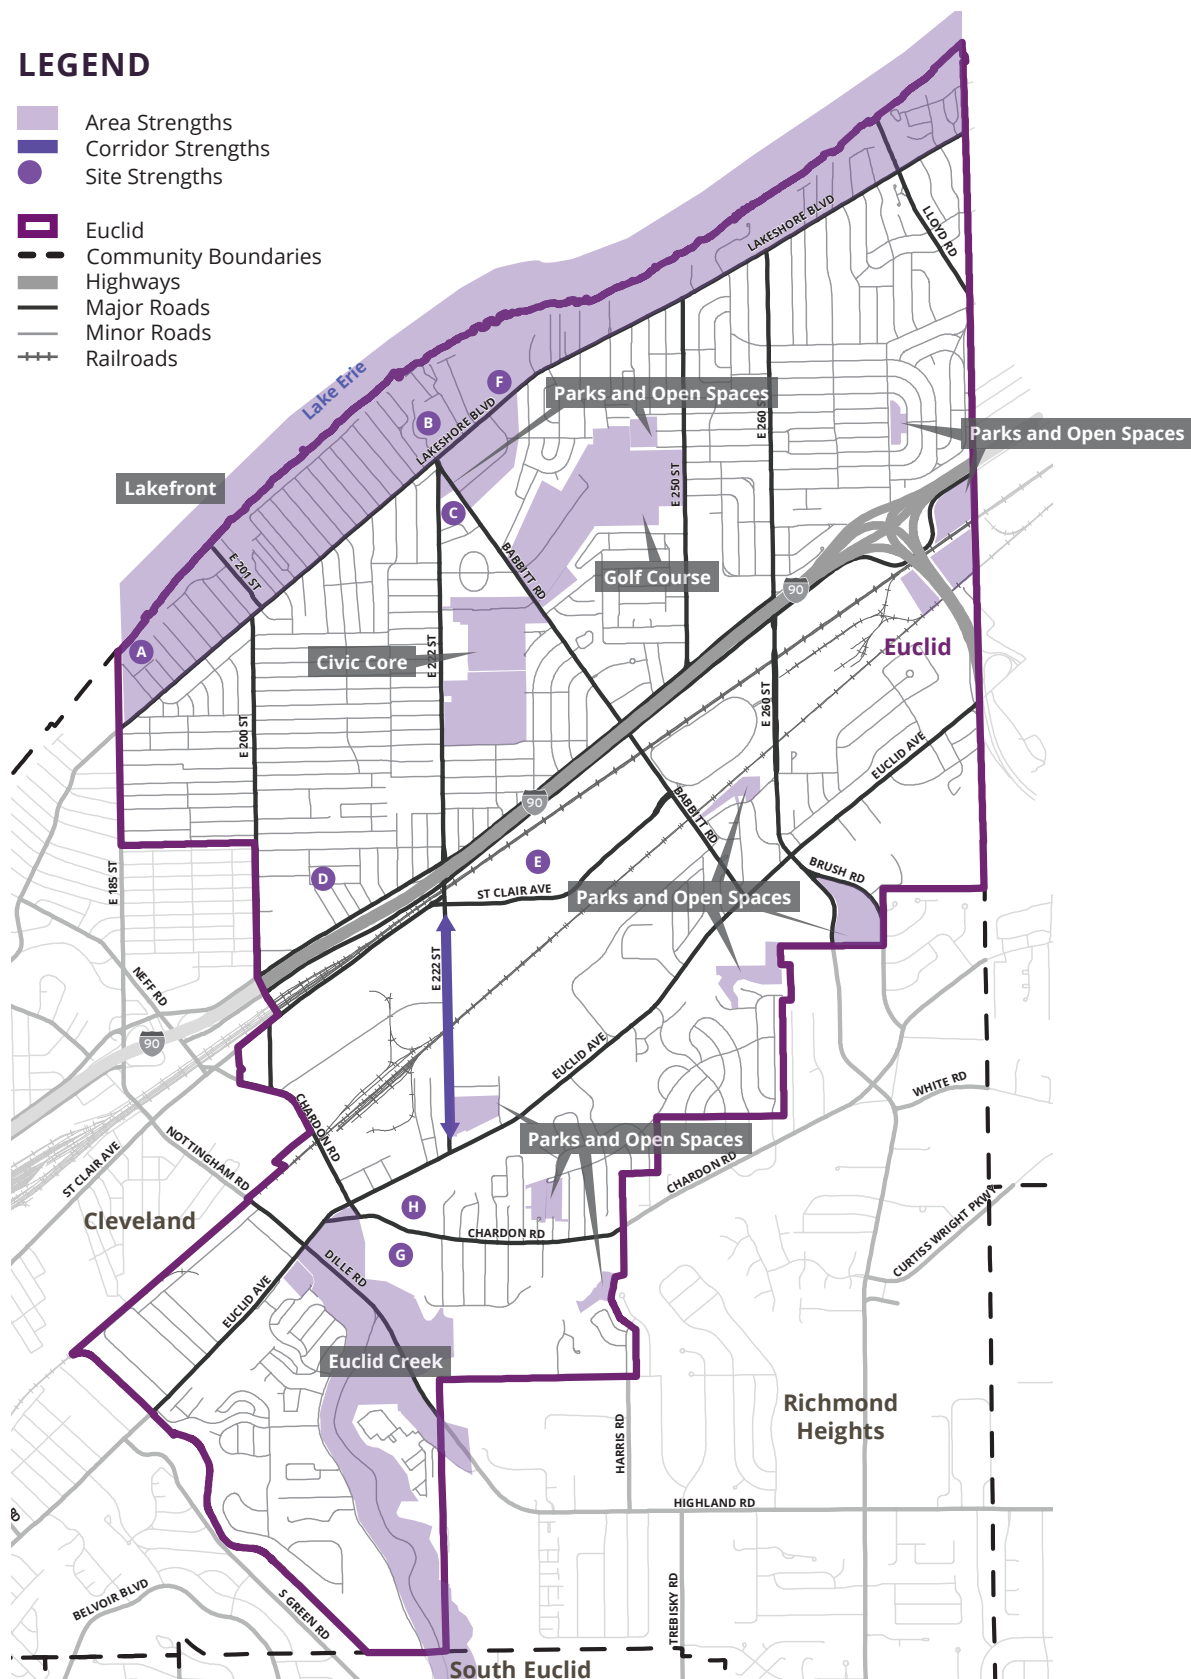 LEGEND
Area Strengths
Corridor Strengths
Site Strengths
Euclid
Community Boundaries
Highways
Major Roads
Minor Roads
Railroads
LLOYD RD
LAKESHORE BLVD
Lake Erie
F
Parks and Open Spaces
B
LAKESHORE BLVD
E 260 ST
Parks and Open Spaces
Lakefront
E 250 ST
C
BABBITT RD
E 201 ST
Golf Course
90
A
E 222 ST
Civic Core
Euclid
E 200 ST
E 260 ST
EUCLID AVE
90
BABBITT RD
E
BRUSH RD
D
E 185 ST
ST CLAIR AVE
Parks and Open Spaces
E 222 ST
NEFF RD
90
EUCLID AVE
WHITE RD
CHARDON RD
NOTTINGHAM RD
Parks and Open Spaces
ST CLAIR AVE
CHARDON RD
H
Cleveland
CHARDON RD
CURTISS WRIGHT PKWY
G
DILLE RD
EUCLID AVE
Euclid Creek
Richmond
Heights
HARRIS RD
HIGHLAND RD
BELVOIR BLVD
S GREEN RD
TREBISKY RD
South Euclid